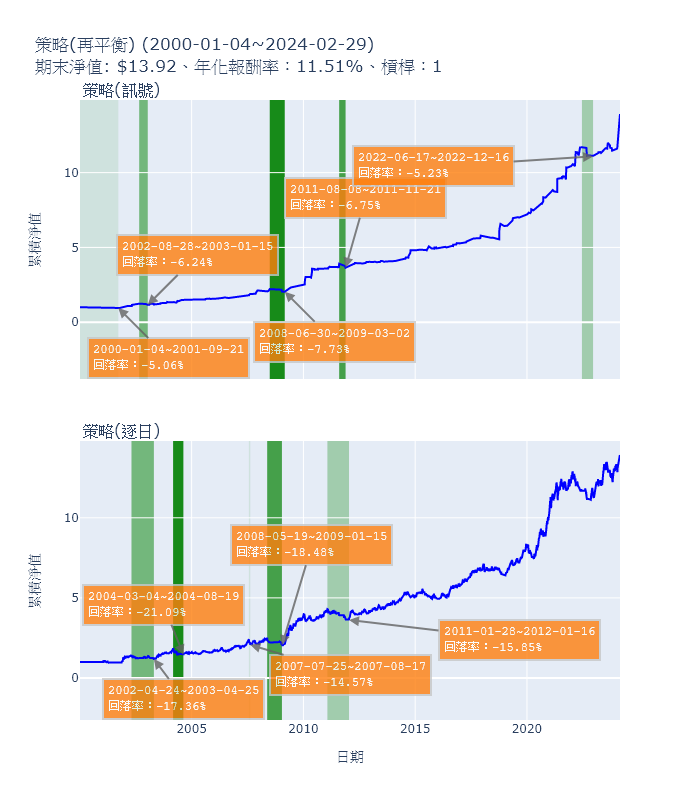 策略(再平衡) (2000-01-04~2024-02-29)
期末淨值: $13.92、年化報酬率：11.51%、槓桿：1
策略(訊號)
累積淨值
10
5
0
2022-06-17~2022-12-16
回落率：-5.23%
2011-08-08~2011-11-21
回落率：-6.75%
2002-08-28~2003-01-15
回落率：-6.24%
2008-06-30~2009-03-02
回落率：-7.73%
2000-01-04~2001-09-21
回落率：-5.06%
策略(逐日)
累積淨值
10
5
0
2008-05-19~2009-01-15
回落率：-18.48%
2004-03-04~2004-08-19
回落率：-21.09%
2011-01-28~2012-01-16
回落率：-15.85%
2007-07-25~2007-08-17
回落率：-14.57%
2002-04-24~2003-04-25
回落率：-17.36%
2005
2010
2015
2020
日期